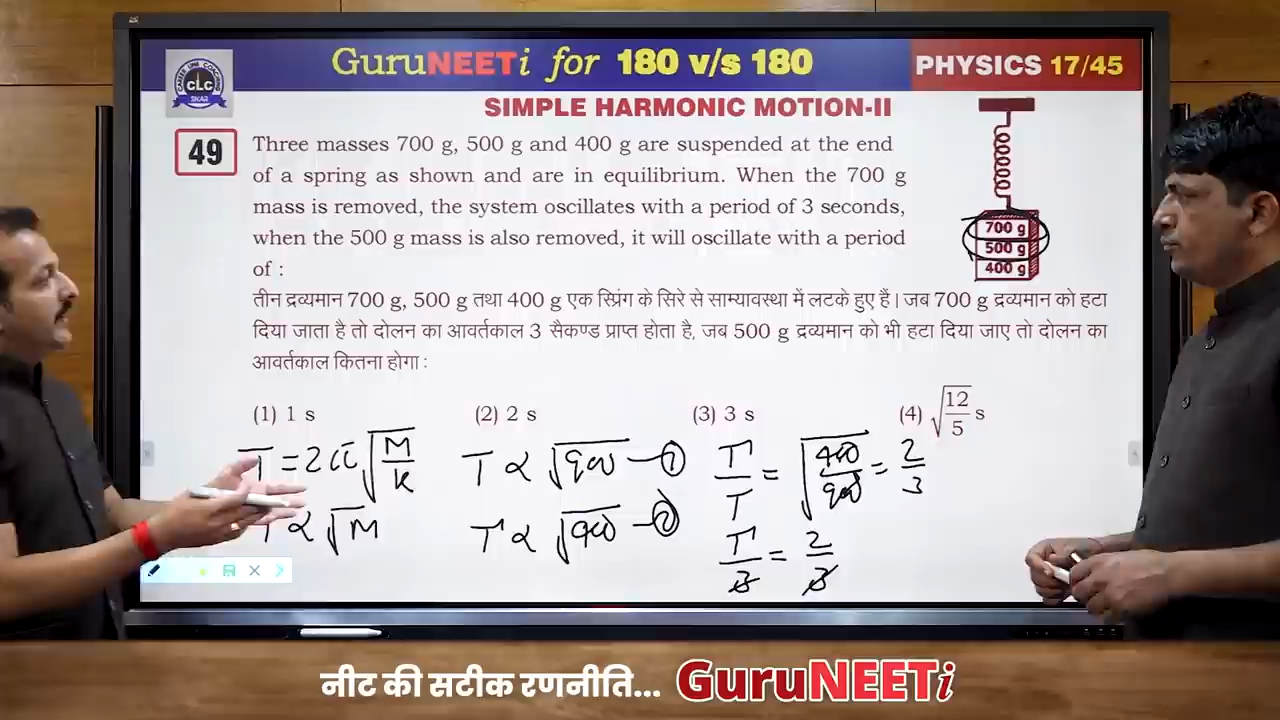 GuruNEETi for 180 v/s 180
PHYSICS 17/45
CLC
SIKAR
SIMPLE HARMONIC MOTION-II
49
Three masses 700 g, 500 g and 400 g are suspended at the end
of a spring as shown and are in equilibrium. When the 700 g
mass is removed, the system oscillates with a period of 3 seconds,
when the 500 g mass is also removed, it will oscillate with a period
of :
700 g
500 g
400 g
तीन द्रव्यमान 700 g, 500 g तथा 400 g एक स्प्रिंग के सिरे से साम्यावस्था में लटके हुए हैं। जब 700 g द्रव्यमान को हटा
दिया जाता है तो दोलन का आवर्तकाल 3 सैकण्ड प्राप्त होता है, जब 500 g द्रव्यमान को भी हटा दिया जाए तो दोलन का
आवर्तकाल कितना होगा :
(1) 1 s (2) 2 s (3) 3 s (4) √12/5 s
T = 2π√M/k
T ∝ √M
T ∝ √900 — ①
T' ∝ √400 — ②
T'/T = √400/900 = 2/3
T'/3 = 2/3
नीट की सटीक रणनीति... GuruNEETi